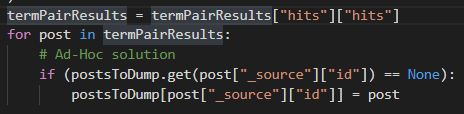 termPairResults = termPairResults["hits"]["hits"]
for post in termPairResults:
# Ad-Hoc solution
if (postsToDump.get(post["_source"]["id"]) == None):
postsToDump[post["_source"]["id"]] = post